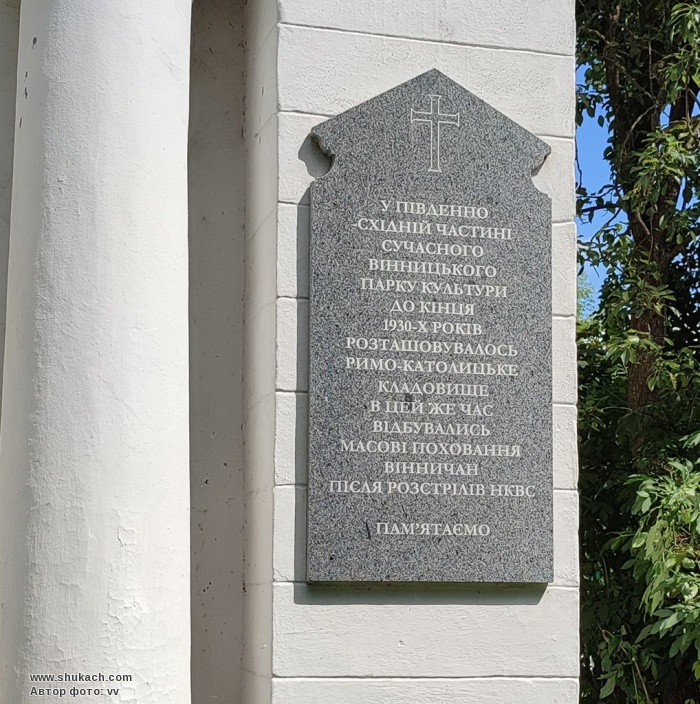 У ПІВДЕННО
-СХІДНІЙ ЧАСТИНІ
СУЧАСНОГО
ВІННИЦЬКОГО
ПАРКУ КУЛЬТУРИ
ДО КІНЦЯ
1930-Х РОКІВ
РОЗТАШОВУВАЛОСЬ
РИМО-КАТОЛИЦЬКЕ
КЛАДОВИЩЕ
В ЦЕЙ ЖЕ ЧАС
ВІДБУВАЛИСЬ
МАСОВІ ПОХОВАННЯ
ВІННИЧАН
ПІСЛЯ РОЗСТРІЛІВ НКВС
ПАМ'ЯТАЄМО
www.shukach.com
Автор фото: vv